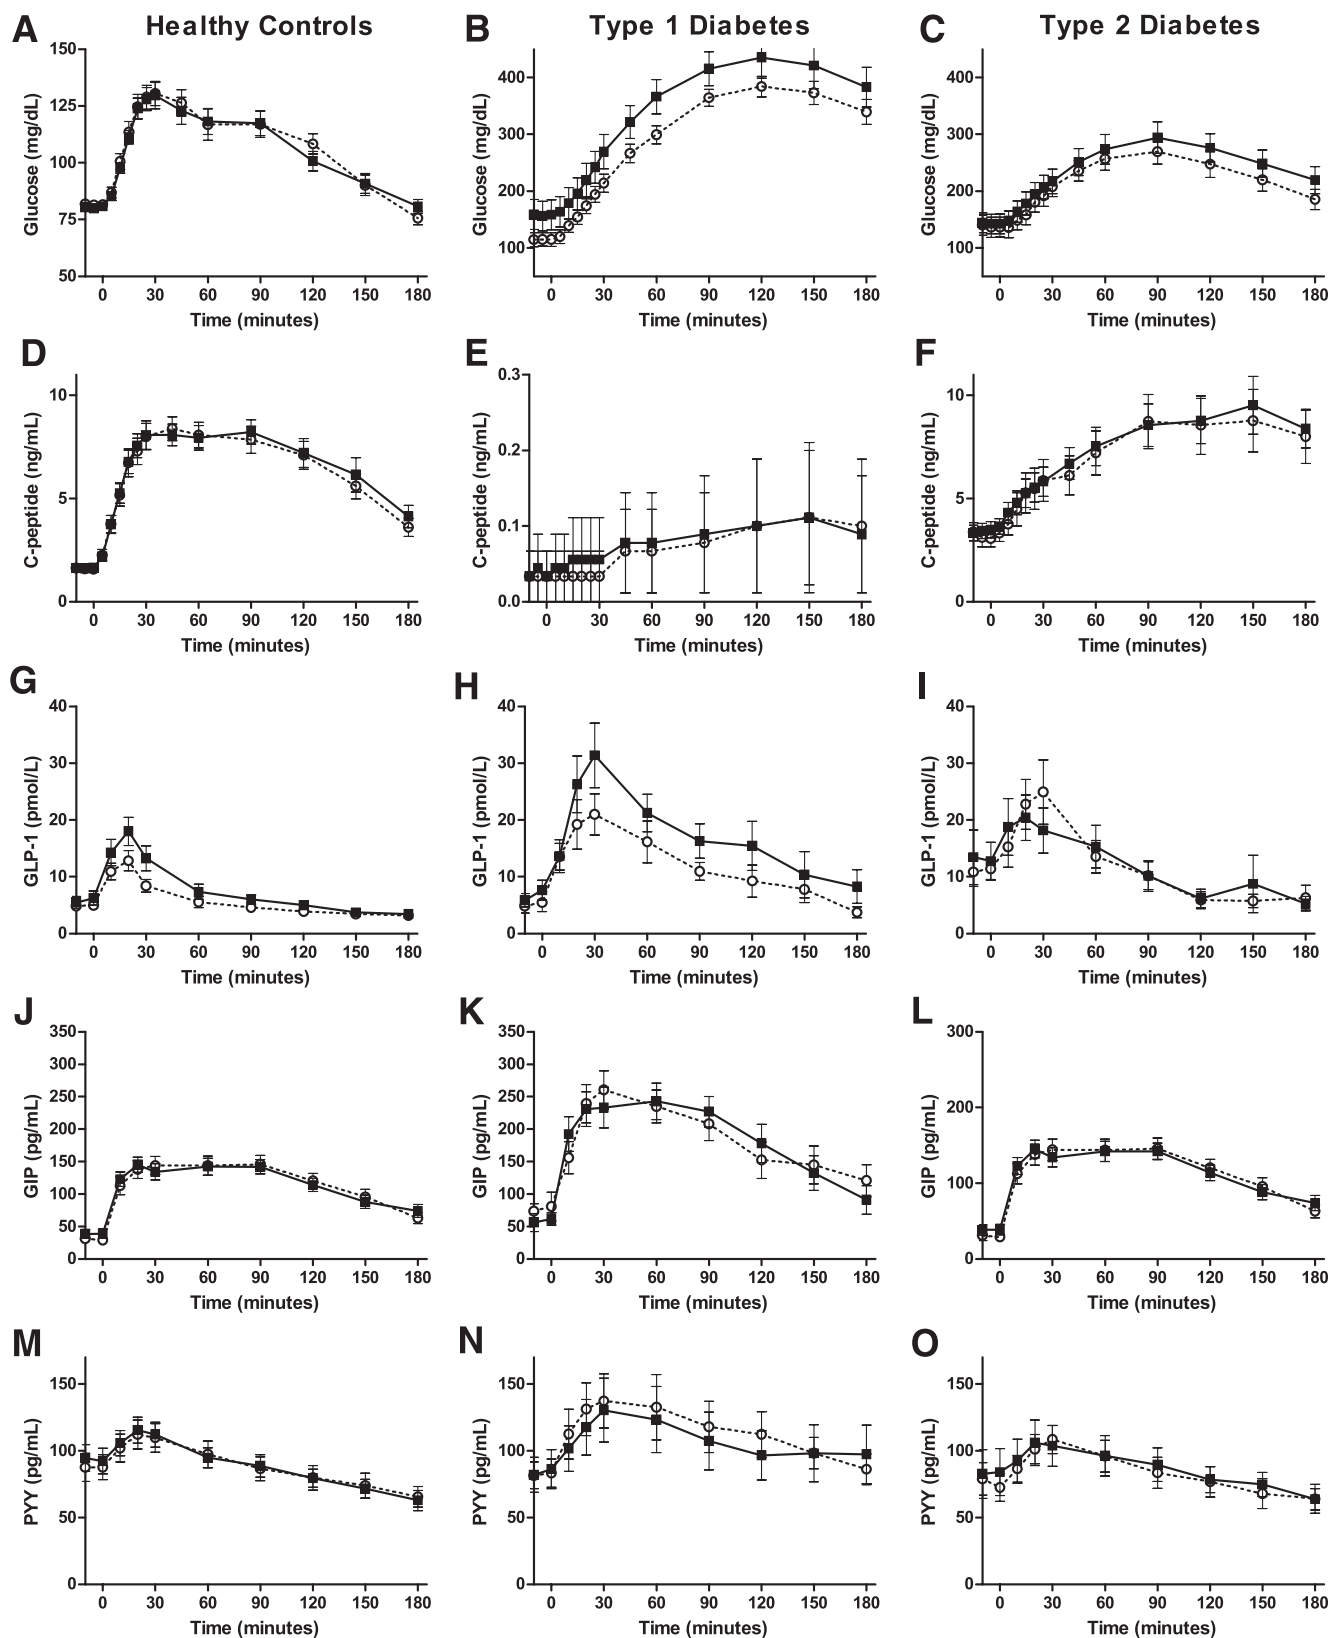 Healthy Controls
Type 1 Diabetes
Type 2 Diabetes
A
150
125
100
75
50
Glucose (mg/dL)
0 30 60 90 120 150 180
Time (minutes)
B
400
300
200
100
Glucose (mg/dL)
0 30 60 90 120 150 180
Time (minutes)
C
400
300
200
100
Glucose (mg/dL)
0 30 60 90 120 150 180
Time (minutes)
D
10
5
0
C-peptide (ng/mL)
0 30 60 90 120 150 180
Time (minutes)
E
0.3
0.2
0.1
0.0
C-peptide (ng/mL)
0 30 60 90 120 150 180
Time (minutes)
F
10
5
0
C-peptide (ng/mL)
0 30 60 90 120 150 180
Time (minutes)
G
40
30
20
10
0
GLP-1 (pmol/L)
0 30 60 90 120 150 180
Time (minutes)
H
40
30
20
10
0
GLP-1 (pmol/L)
0 30 60 90 120 150 180
Time (minutes)
I
40
30
20
10
0
GLP-1 (pmol/L)
0 30 60 90 120 150 180
Time (minutes)
J
350
300
250
200
150
100
50
0
GIP (pg/mL)
0 30 60 90 120 150 180
Time (minutes)
K
350
300
250
200
150
100
50
0
GIP (pg/mL)
0 30 60 90 120 150 180
Time (minutes)
L
300
200
100
0
GIP (pg/mL)
0 30 60 90 120 150 180
Time (minutes)
M
150
100
50
0
PYY (pg/mL)
0 30 60 90 120 150 180
Time (minutes)
N
150
100
50
0
PYY (pg/mL)
0 30 60 90 120 150 180
Time (minutes)
O
150
100
50
0
PYY (pg/mL)
0 30 60 90 120 150 180
Time (minutes)